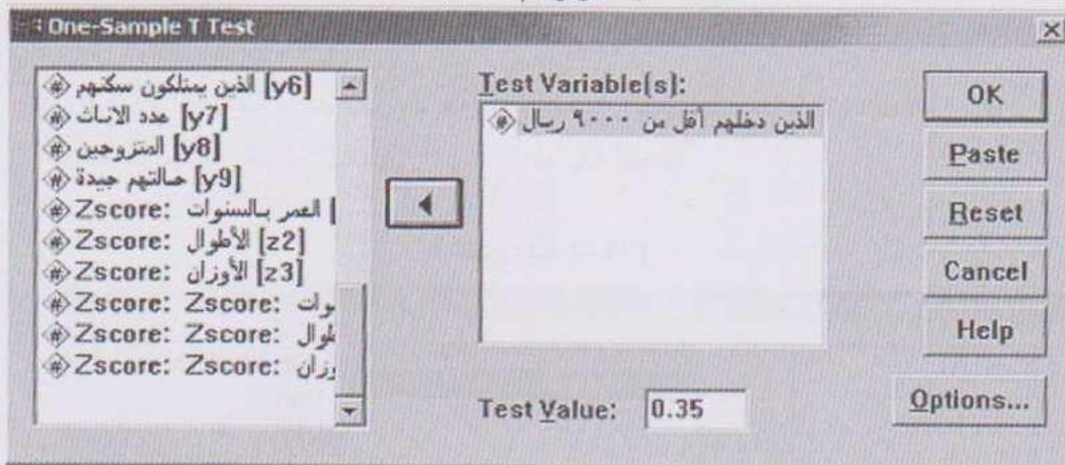 One-Sample T Test
[y6] الذين يمتلكون سكنهم
[y7] عدد الاناث
[y8] المتزوجين
[y9] حالتهم جيدة
Zscore: العمر بالسنوات [
Zscore: الأطوال [z2]
Zscore: الأوزان [z3]
Zscore: Zscore: وات
Zscore: Zscore: طوال
Zscore: Zscore: وزان
Test Variable(s):
الذين دخلهم أقل من ٩٠٠٠ ريال
Test Value: 0.35
OK
Paste
Reset
Cancel
Help
Options...